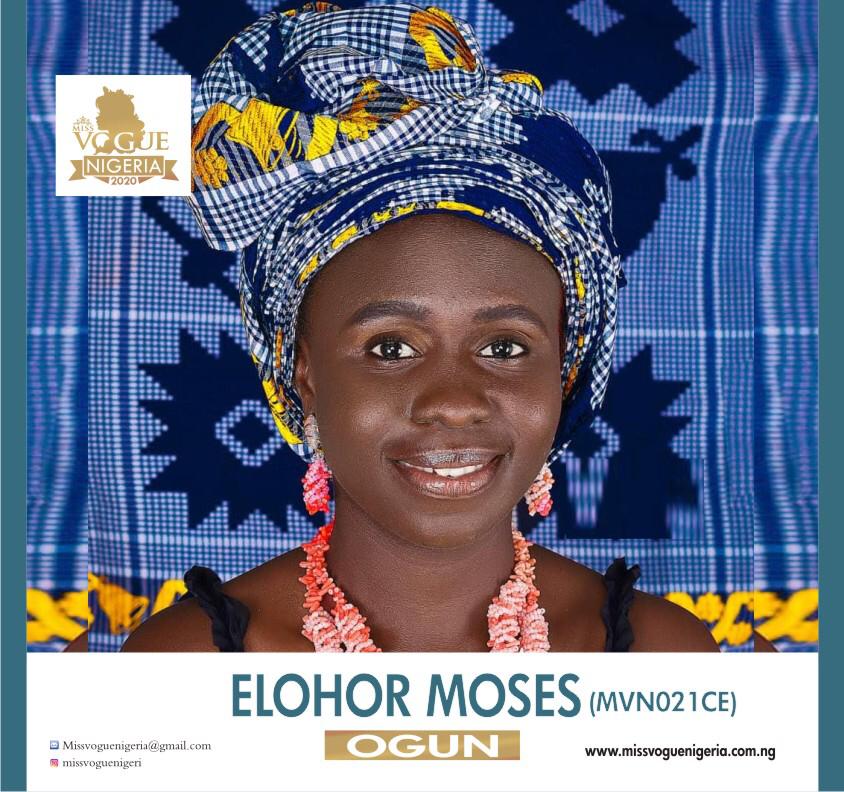 MISS
VOGUE
NIGERIA
2020
ELOHOR MOSES (MVN021CE)
OGUN
Missvoguenigeria@gmail.com
missvoguenigeri
www.missvoguenigeria.com.ng